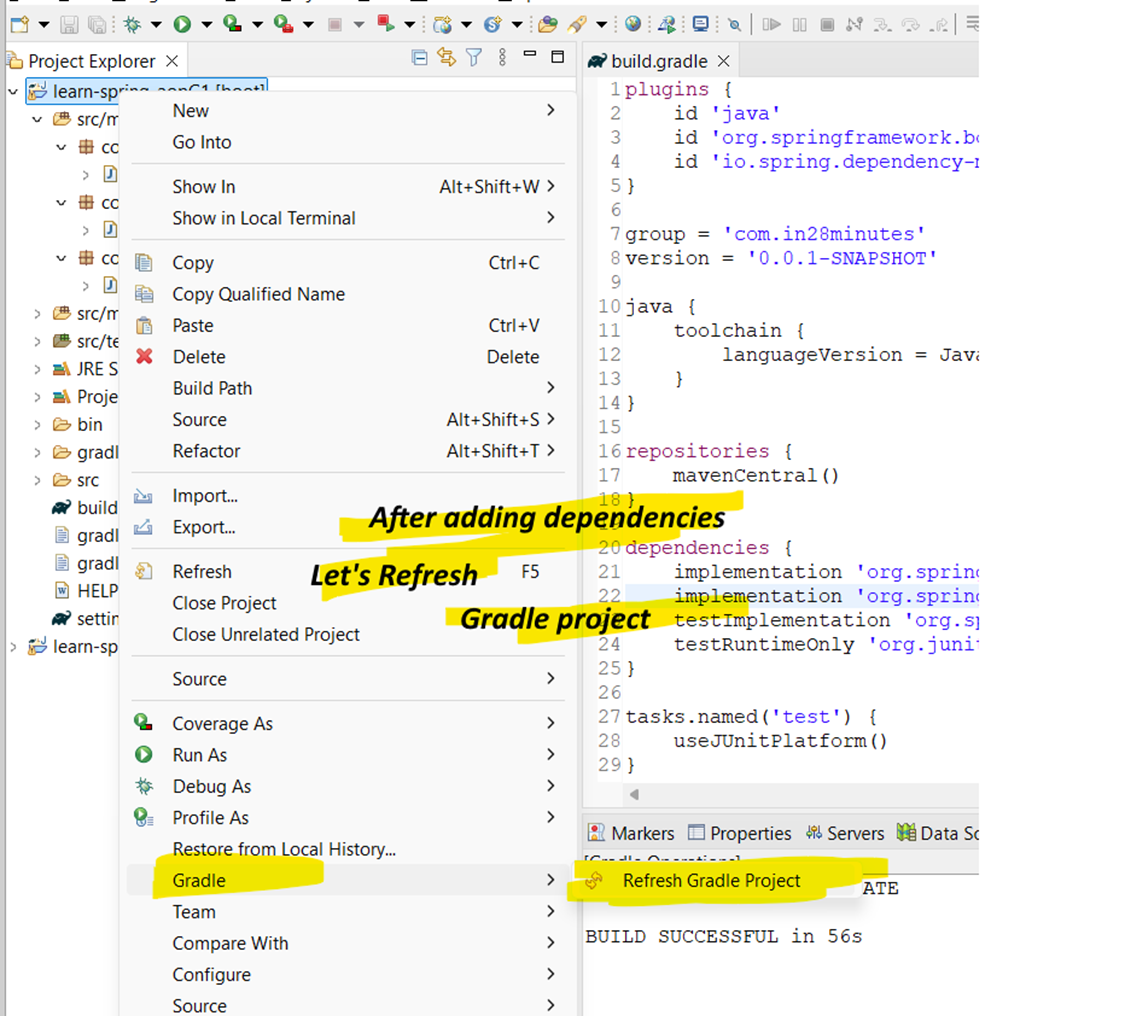 Project Explorer
build.gradle
learn-spring-aopG1 [boot]
src/m
co
co
co
src/m
src/te
JRE S
Proje
bin
gradl
src
build
gradl
gradl
HELP
settin
learn-sp
New
Go Into
Show In Alt+Shift+W
Show in Local Terminal
Copy Ctrl+C
Copy Qualified Name
Paste Ctrl+V
Delete Delete
Build Path
Source Alt+Shift+S
Refactor Alt+Shift+T
Import...
Export...
Refresh F5
Close Project
Close Unrelated Project
Source
Coverage As
Run As
Debug As
Profile As
Restore from Local History...
Gradle
Team
Compare With
Configure
Source
Refresh Gradle Project
After adding dependencies
Let's Refresh
Gradle project
1 plugins {
2 id 'java'
3 id 'org.springframework.bo
4 id 'io.spring.dependency-m
5 }
6
7 group = 'com.in28minutes'
8 version = '0.0.1-SNAPSHOT'
9
10 java {
11 toolchain {
12 languageVersion = Java
13 }
14 }
15
16 repositories {
17 mavenCentral()
18 }
20 dependencies {
21 implementation 'org.spring
22 implementation 'org.spring
testImplementation 'org.sp
24 testRuntimeOnly 'org.juni
25 }
26
27 tasks.named('test') {
28 useJUnitPlatform()
29 }
Markers Properties Servers Data So
[Gradle Operations]
ATE
BUILD SUCCESSFUL in 56s